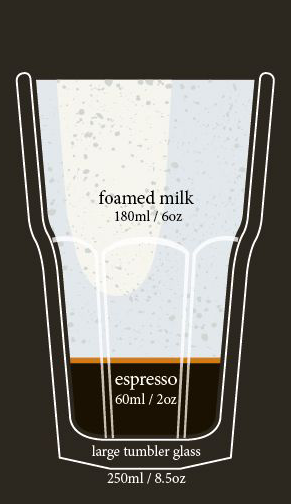 foamed milk
180ml / 6oz
espresso
60ml / 2oz
large tumbler glass
250ml / 8.5oz